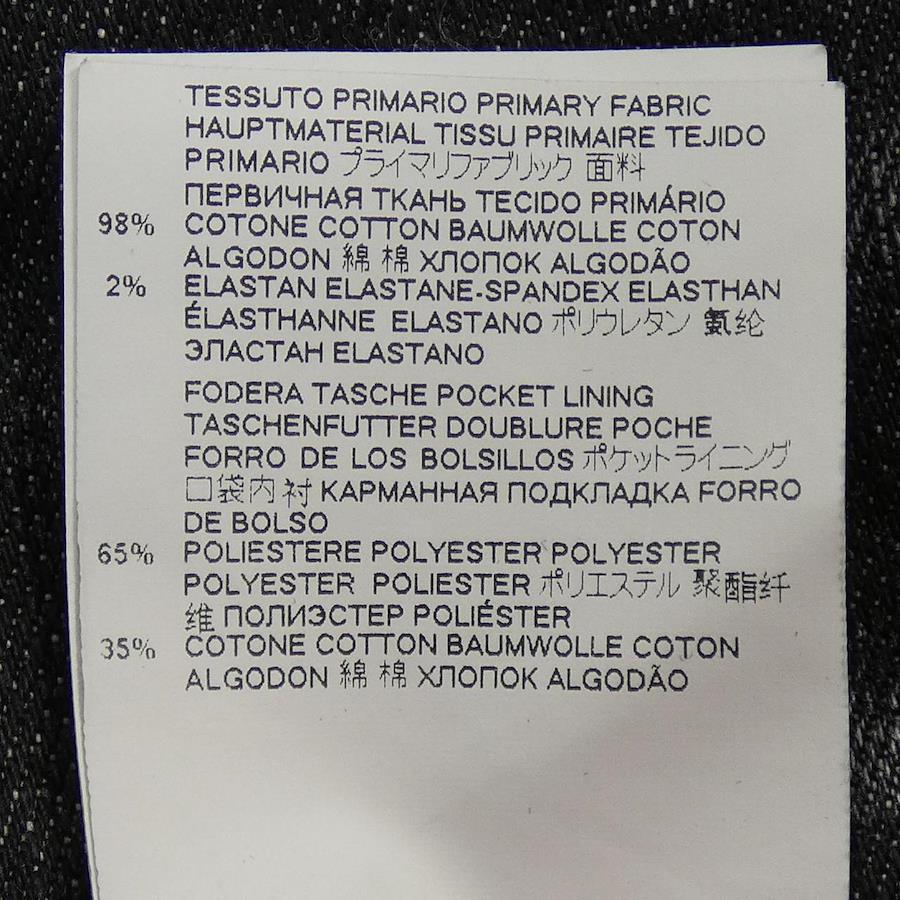 TESSUTO PRIMARIO PRIMARY FABRIC
HAUPTMATERIAL TISSU PRIMAIRE TEJIDO
PRIMARIO プライマリファブリック 面料
ПЕРВИЧНАЯ ТКАНЬ TECIDO PRIMÁRIO
98% COTONE COTTON BAUMWOLLE COTON
ALGODON 綿 棉 ХЛОПОК ALGODÃO
2% ELASTAN ELASTANE-SPANDEX ELASTHAN
ÉLASTHANNE ELASTANO ポリウレタン 氨纶
ЭЛАСТАН ELASTANO
FODERA TASCHE POCKET LINING
TASCHENFUTTER DOUBLURE POCHE
FORRO DE LOS BOLSILLOS ポケットライニング
口袋内衬 КАРМАННАЯ ПОДКЛАДКА FORRO
DE BOLSO
65% POLIESTERE POLYESTER POLYESTER
POLYESTER POLIESTER ポリエステル 聚酯纤
维 ПОЛИЭСТЕР POLIÉSTER
35% COTONE COTTON BAUMWOLLE COTON
ALGODON 綿 棉 ХЛОПОК ALGODÃO